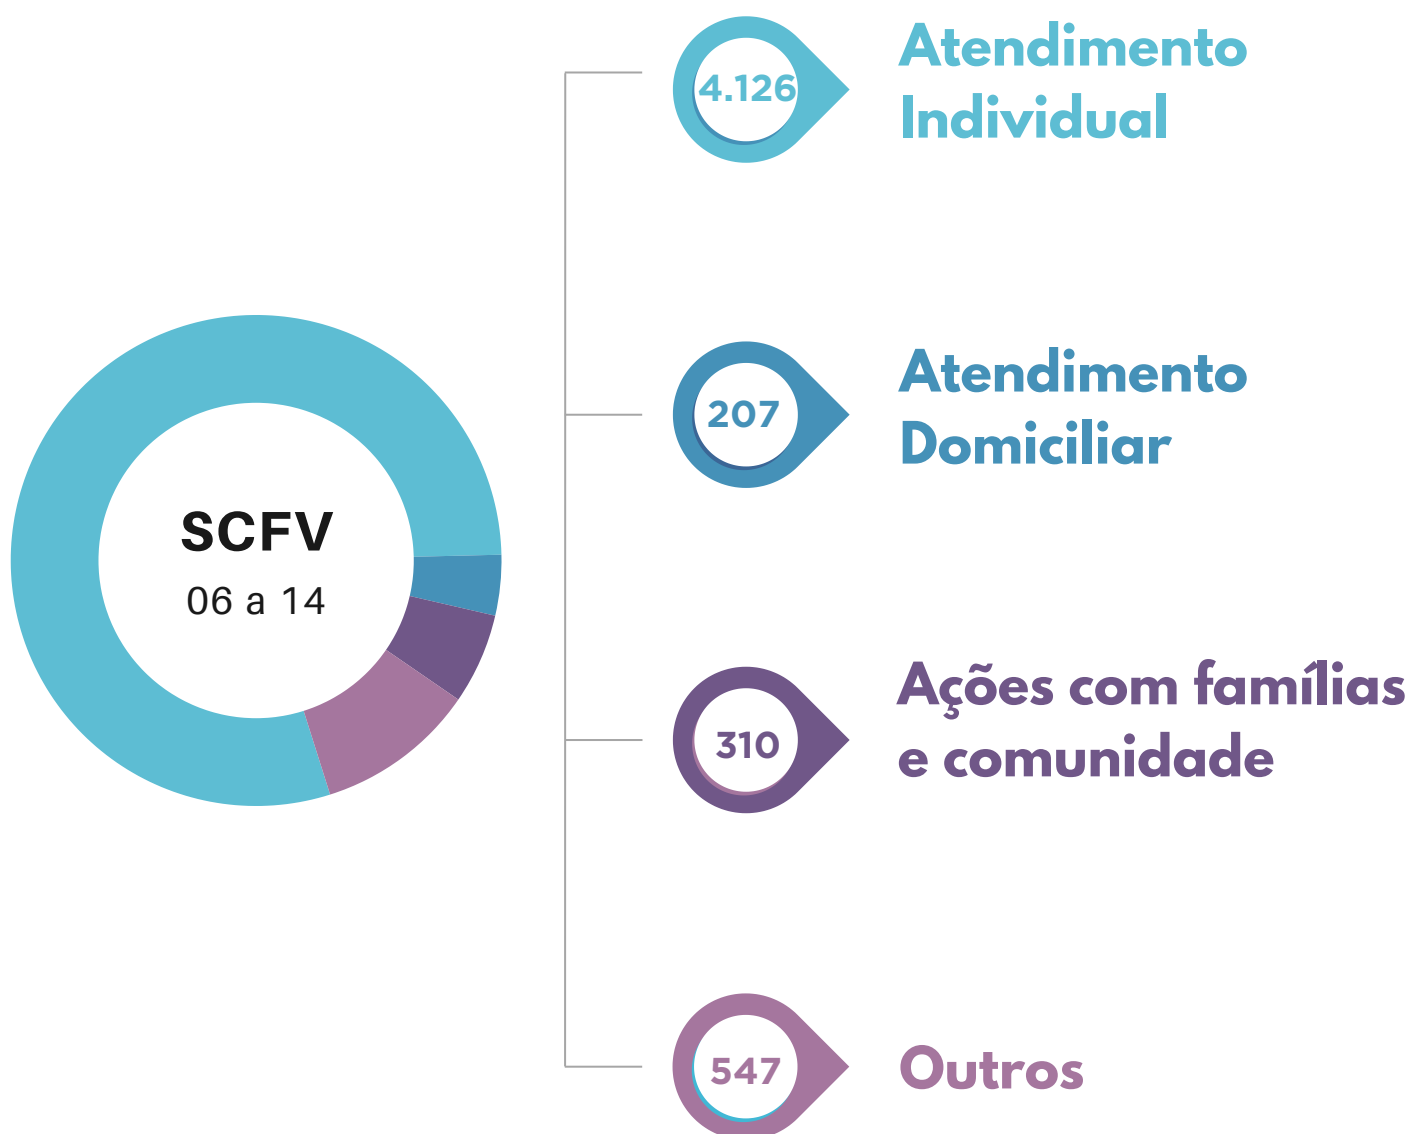 SCFV
06 a 14
4.126
Atendimento
Individual
207
Atendimento
Domiciliar
310
Ações com famílias
e comunidade
547
Outros